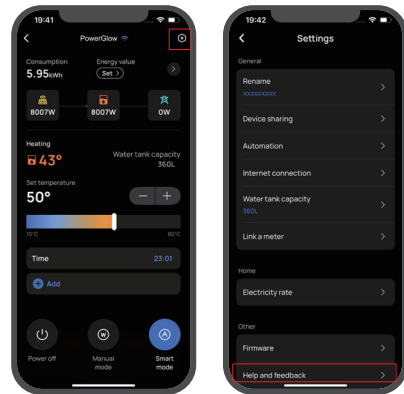 19:41
PowerGlow
Consumption
5.95kWh
Energy value
Set >
8007W
8007W
0W
Heating
43°
Water tank capacity
360L
Set temperature
50°
10°C
80°C
Time
23:01
Add
Power off
Manual
mode
Smart
mode
19:42
Settings
General
Rename
xxxxxxxxx
Device sharing
Automation
Internet connection
Water tank capacity
360L
Link a meter
Home
Electricity rate
Other
Firmware
Help and feedback